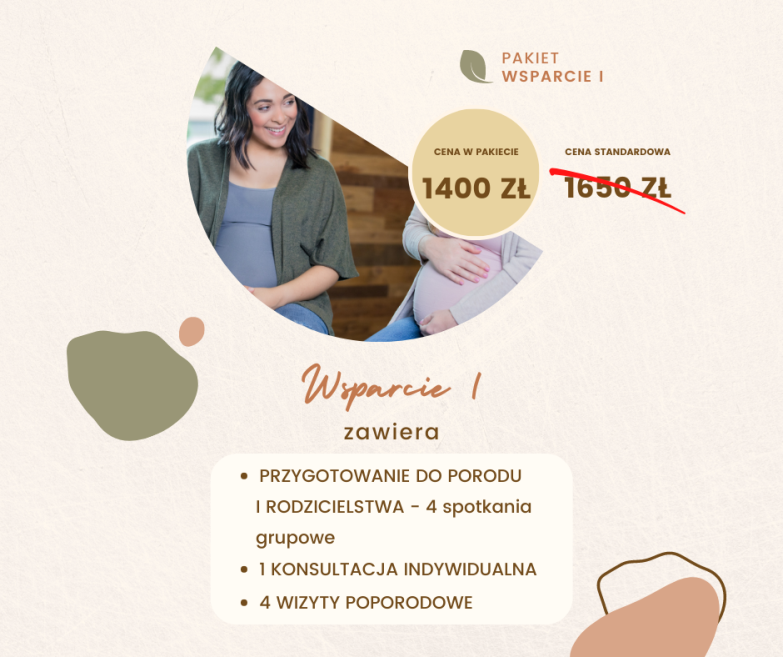 PAKIET
WSPARCIE I
CENA W PAKIECIE
1400 ZŁ
CENA STANDARDOWA
1650 ZŁ
Wsparcie I
zawiera
• PRZYGOTOWANIE DO PORODU
I RODZICIELSTWA - 4 spotkania
grupowe
• 1 KONSULTACJA INDYWIDUALNA
• 4 WIZYTY POPORODOWE